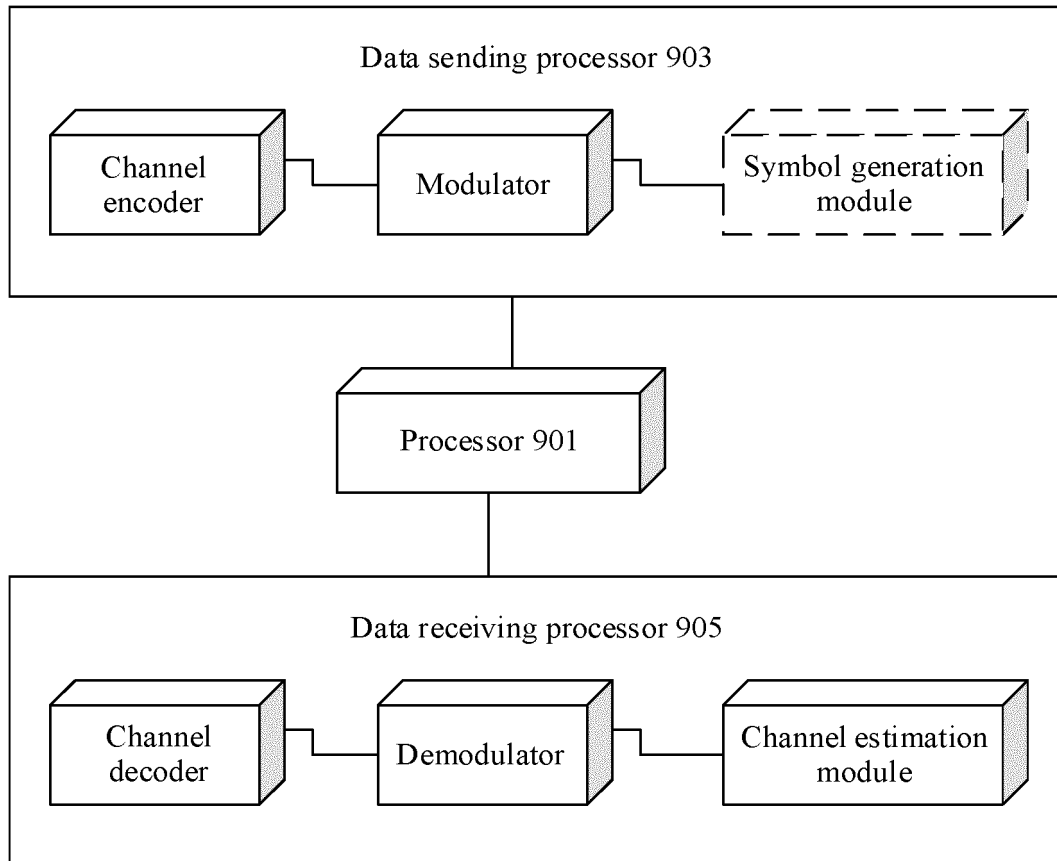 Data sending processor 903
Channel
encoder
Modulator
Symbol generation
module
Processor 901
Data receiving processor 905
Channel
decoder
Demodulator
Channel estimation
module